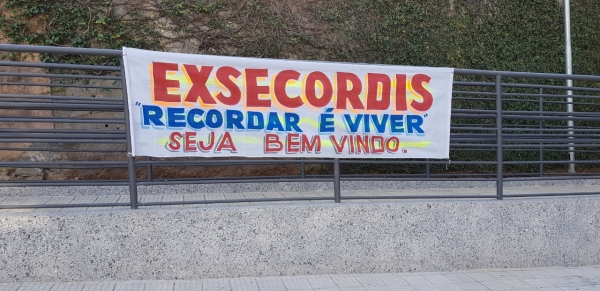 EXSECORDIS
"RECORDAR É VIVER"
SEJA BEM VINDO.